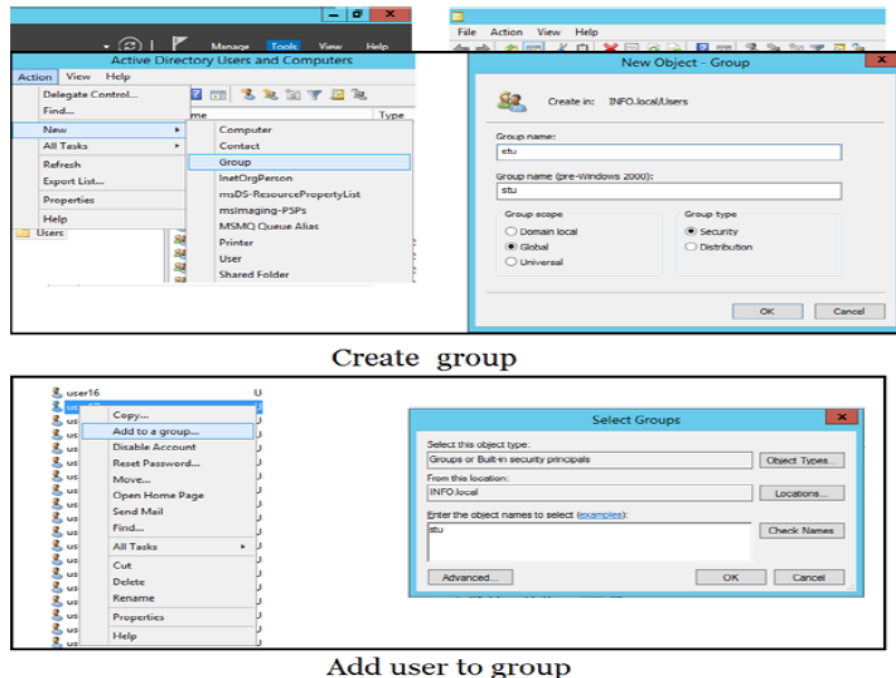 Manage Tools View Help
File Action View Help
Active Directory Users and Computers
Action View Help
Delegate Control...
Find...
New
All Tasks
Refresh
Export List...
Properties
Help
Users
me Type
Computer
Contact
Group
InetOrgPerson
msDS-ResourcePropertyList
msImaging-PSPs
MSMQ Queue Alias
Printer
User
Shared Folder
New Object - Group
Create in: INFO.local/Users
Group name:
stu
Group name (pre-Windows 2000):
stu
Group scope
Domain local
Global
Universal
Group type
Security
Distribution
OK Cancel
Create group
user16 U
Copy...
Add to a group...
Disable Account
Reset Password...
Move...
Open Home Page
Send Mail
Find...
All Tasks
Cut
Delete
Rename
Properties
Help
Select Groups
Select this object type:
Groups or Built-in security principals Object Types...
From this location:
INFO.local Locations...
Enter the object names to select (examples):
stu Check Names
Advanced... OK Cancel
Add user to group